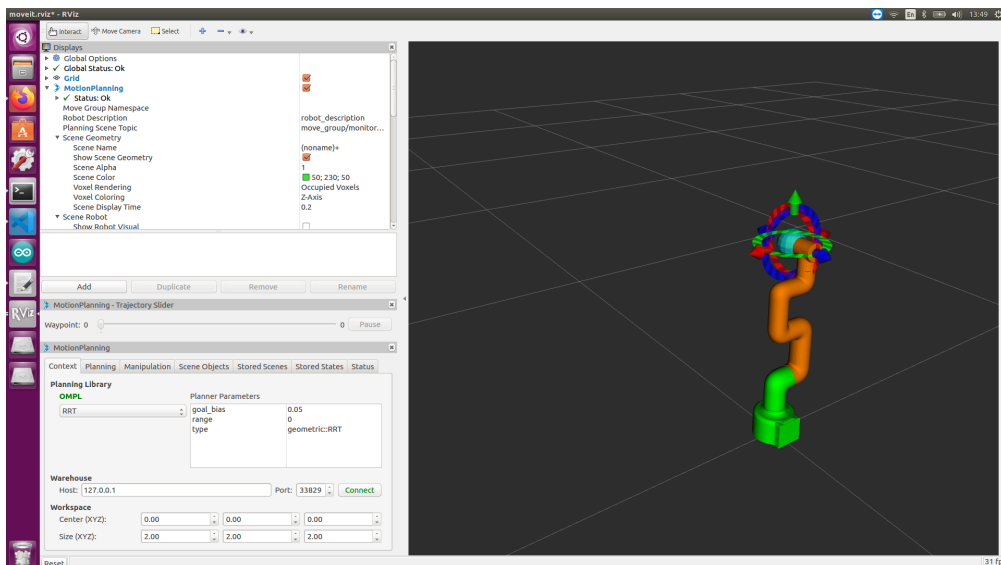 moveit.rviz* - RViz
En 13:49
Interact Move Camera Select
Displays
Global Options
Global Status: Ok
Grid
MotionPlanning
Status: Ok
Move Group Namespace
Robot Description robot_description
Planning Scene Topic move_group/monitor...
Scene Geometry
Scene Name (noname)+
Show Scene Geometry
Scene Alpha 1
Scene Color 50; 230; 50
Voxel Rendering Occupied Voxels
Voxel Coloring Z-Axis
Scene Display Time 0.2
Scene Robot
Show Robot Visual
Add Duplicate Remove Rename
MotionPlanning - Trajectory Slider
Waypoint: 0 0 Pause
MotionPlanning
Context Planning Manipulation Scene Objects Stored Scenes Stored States Status
Planning Library
OMPL Planner Parameters
RRT goal_bias 0.05
range 0
type geometric::RRT
Warehouse
Host: 127.0.0.1 Port: 33829 Connect
Workspace
Center (XYZ): 0.00 0.00 0.00
Size (XYZ): 2.00 2.00 2.00
Reset 31 fp
RViz